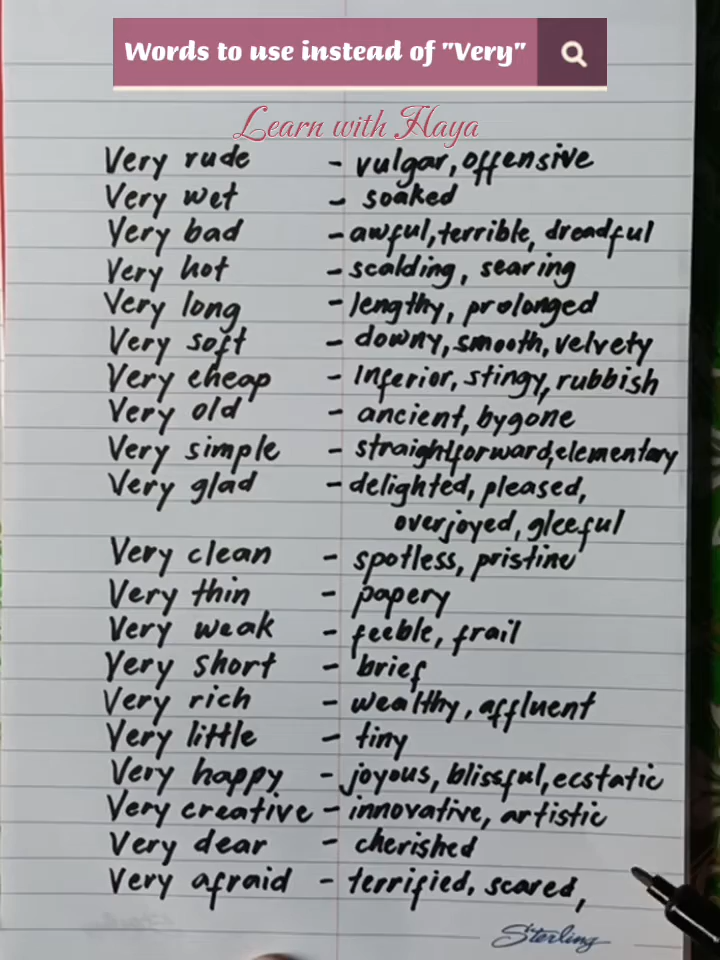 Words to use instead of "Very"
Learn with Haya
Very rude - vulgar, offensive
Very wet - soaked
Very bad - awful, terrible, dreadful
Very hot - scalding, searing
Very long - lengthy, prolonged
Very soft - downy, smooth, velvety
Very cheap - Inferior, stingy, rubbish
Very old - ancient, bygone
Very simple - straightforward, elementary
Very glad - delighted, pleased,
overjoyed, gleeful
Very clean - spotless, pristine
Very thin - papery
Very weak - feeble, frail
Very short - brief
Very rich - wealthy, affluent
Very little - tiny
Very happy - joyous, blissful, ecstatic
Very creative - innovative, artistic
Very dear - cherished
Very afraid - terrified, scared,
Sterling